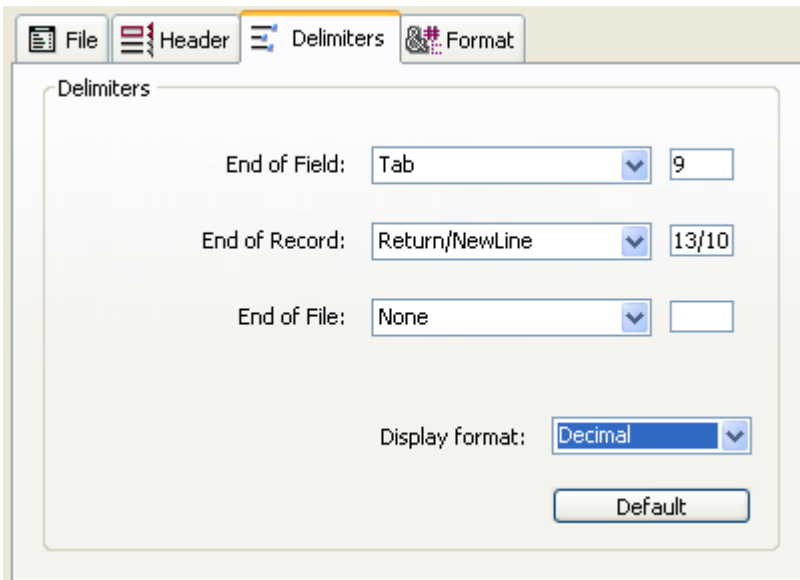 File Header Delimiters Format
Delimiters
End of Field: Tab 9
End of Record: Return/NewLine 13/10
End of File: None
Display format: Decimal
Default